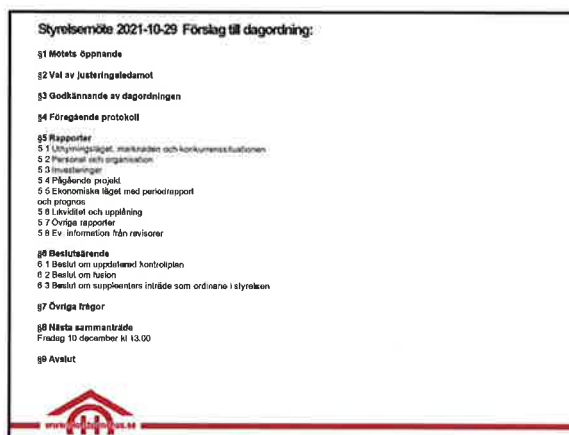 Styrelsemöte 2021-10-29 Förslag till dagordning:
§1 Mötets öppnande
§2 Val av justeringsledamot
§3 Godkännande av dagordningen
§4 Föregående protokoll
§5 Rapporter
5 1 Uthyrningsläget, marknaden och konkurrenssituationen
5 2 Personal och organisation
5 3 Investeringar
5 4 Pågående projekt
5 5 Ekonomiska läget med periodrapport
och prognos
5 6 Likviditet och upplåning
5 7 Övriga rapporter
5 8 Ev. information från revisorer
§6 Beslutsärende
6 1 Beslut om uppdaterad kontrollplan
6 2 Beslut om fusion
6 3 Beslut om suppleanters inträde som ordinarie i styrelsen
§7 Övriga frågor
§8 Nästa sammanträde
Fredag 10 december kl 13.00
§9 Avslut